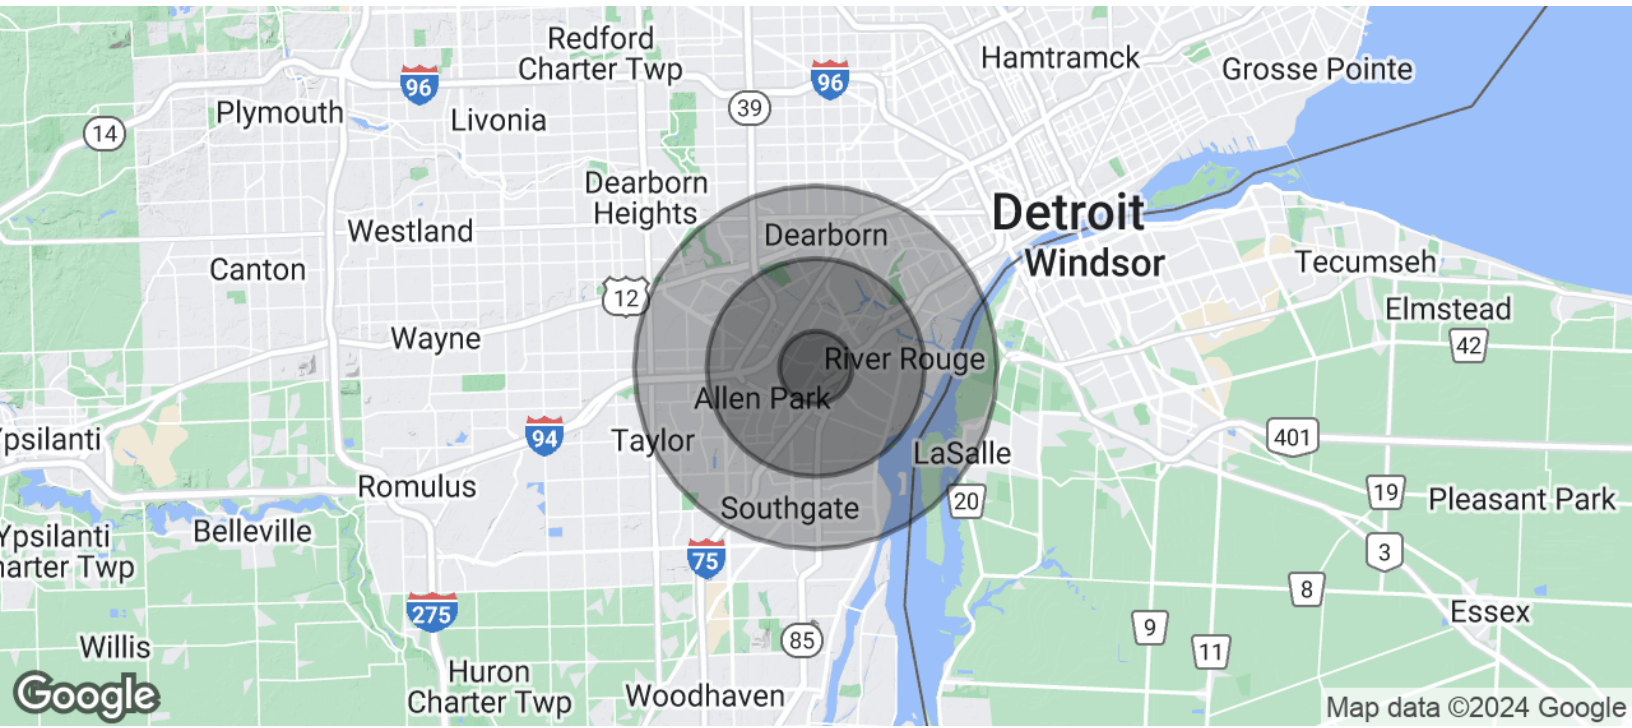 Redford
Charter Twp
Hamtramck
Grosse Pointe
96
96
39
Plymouth
Livonia
14
Dearborn
Heights
Detroit
Westland
Dearborn
Canton
Windsor
Tecumseh
12
Elmstead
Wayne
42
River Rouge
Allen Park
94
Taylor
401
Ypsilanti
LaSalle
Romulus
20
19
Pleasant Park
Southgate
Belleville
Ypsilanti
harter Twp
75
3
8
275
Essex
85
9
11
Willis
Huron
Charter Twp
Woodhaven
Google
Map data ©2024 Google